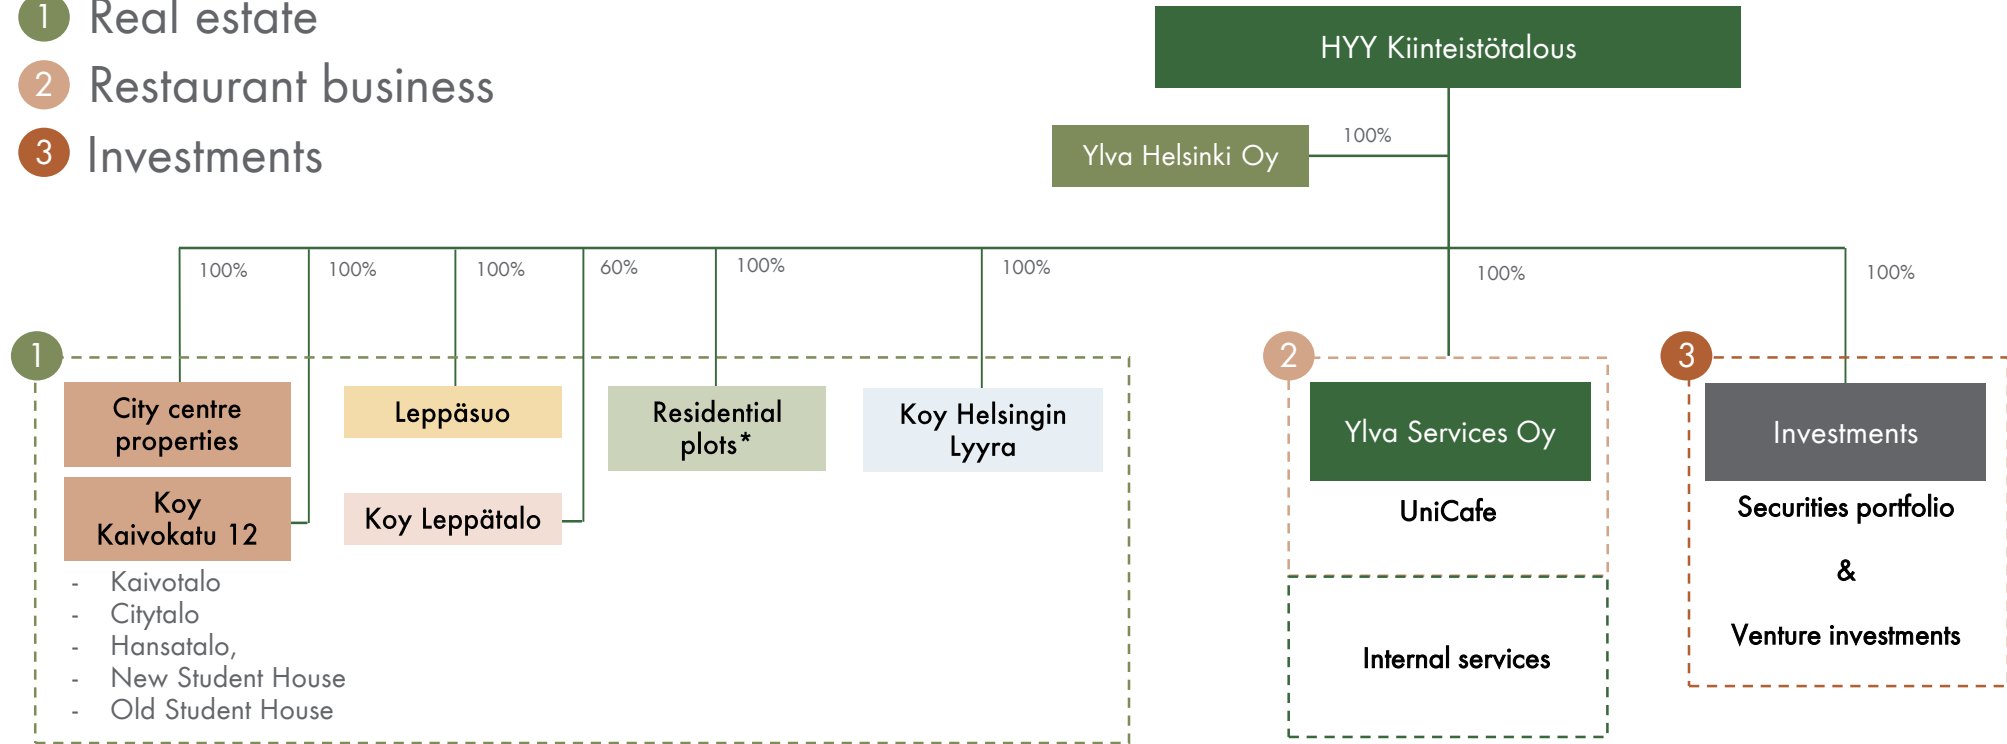 1 Real estate
2 Restaurant business
3 Investments
HYY Kiinteistötalous
Ylva Helsinki Oy
100%
100%
100%
100%
60%
100%
100%
100%
100%
1
City centre
properties
Koy
Kaivokatu 12
- Kaivotalo
- Citytalo
- Hansatalo,
- New Student House
- Old Student House
Leppäsuo
Koy Leppätalo
Residential
plots*
Koy Helsingin
Lyyra
2
Ylva Services Oy
UniCafe
Internal services
3
Investments
Securities portfolio
&
Venture investments